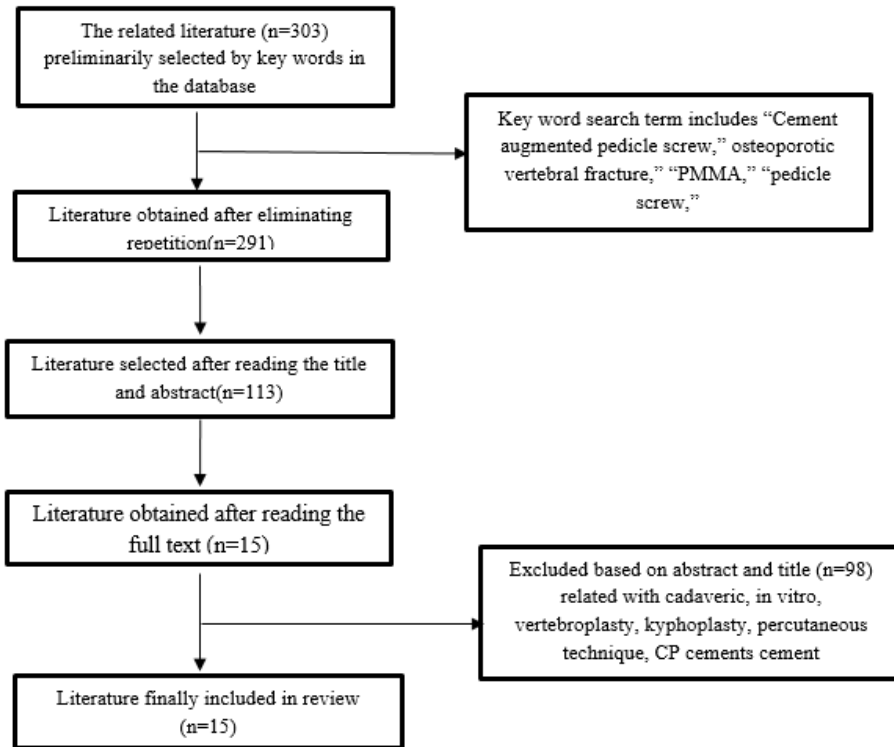 The related literature (n=303)
preliminarily selected by key words in
the database
Key word search term includes “Cement
augmented pedicle screw,” osteoporotic
vertebral fracture,” “PMMA,” “pedicle
screw,”
Literature obtained after eliminating
repetition(n=291)
Literature selected after reading the title
and abstract(n=113)
Literature obtained after reading the
full text (n=15)
Excluded based on abstract and title (n=98)
related with cadaveric, in vitro,
vertebroplasty, kyphoplasty, percutaneous
technique, CP cements cement
Literature finally included in review
(n=15)